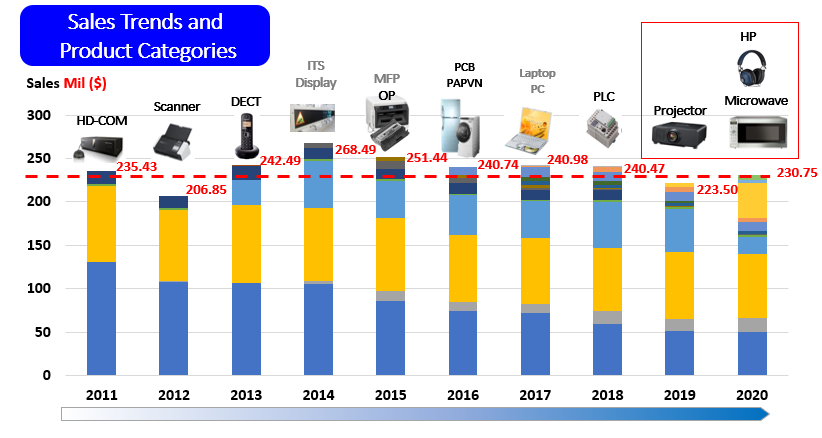 Sales Trends and
Product Categories
Sales Mil ($)
HD-COM
Scanner
DECT
ITS
Display
MFP
OP
PCB
PAPVN
Laptop
PC
PLC
Projector
HP
Microwave
300
250
200
150
100
50
0
235.43
206.85
242.49
268.49
251.44
240.74
240.98
240.47
223.50
230.75
2011 2012 2013 2014 2015 2016 2017 2018 2019 2020